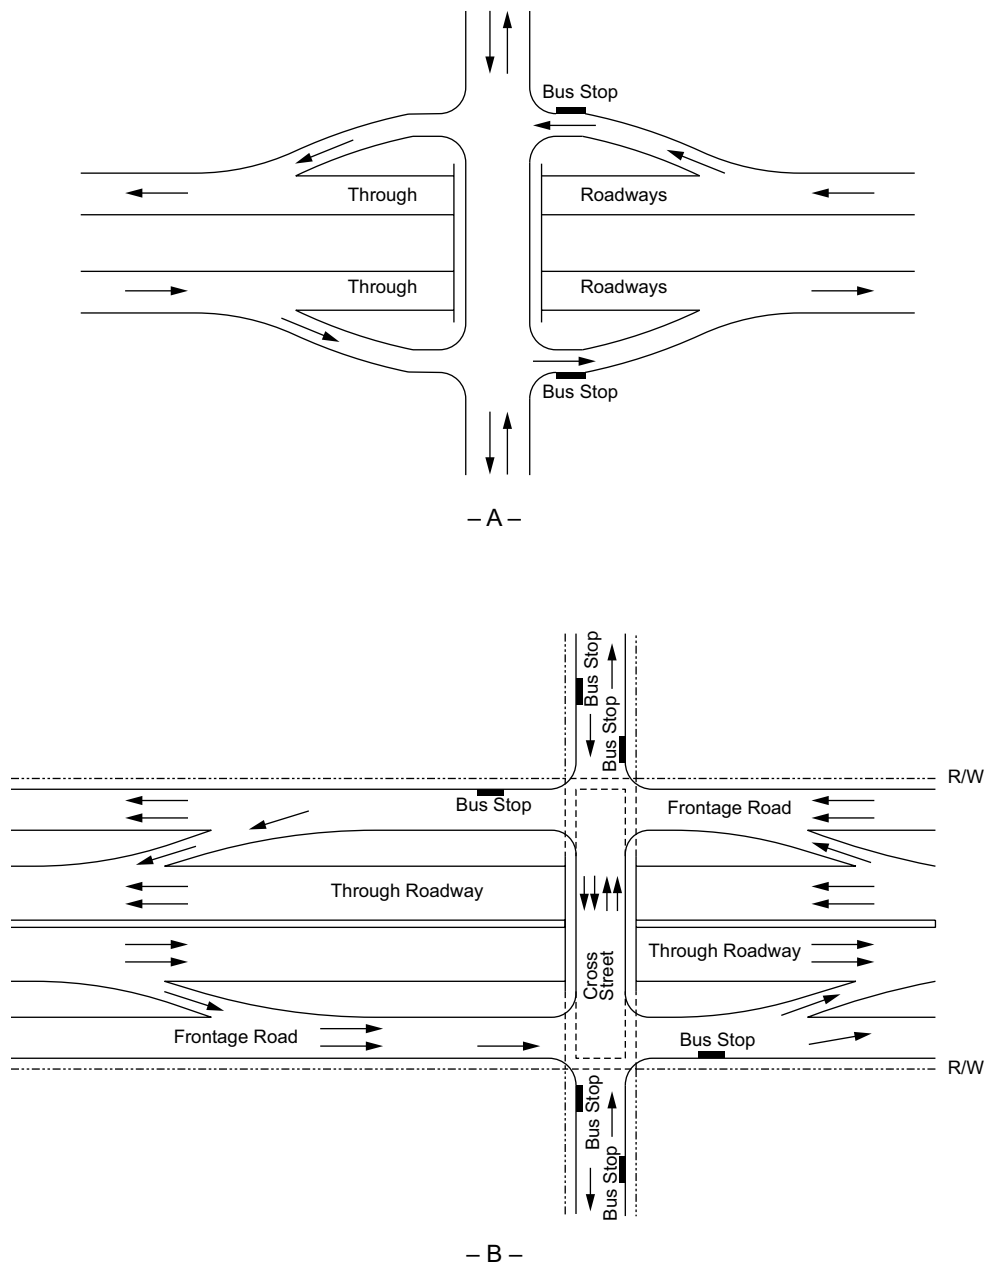 Bus Stop
Through
Roadways
Through
Roadways
Bus Stop
– A –
Bus Stop
Bus Stop
R/W
Bus Stop
Frontage Road
Through Roadway
Through Roadway
Cross
Street
Frontage Road
Bus Stop
R/W
Bus Stop
Bus Stop
– B –